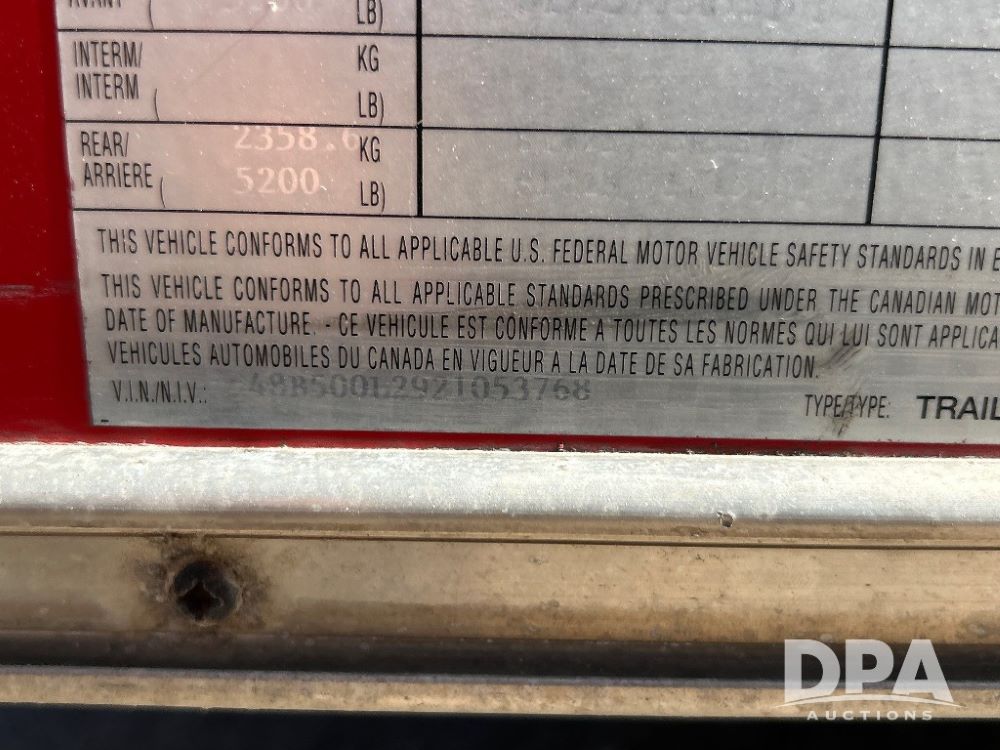 AVANT ( LB)
INTERM/ KG
INTERM ( LB)
REAR/ 2358.6 KG
ARRIERE ( 5200 LB)
THIS VEHICLE CONFORMS TO ALL APPLICABLE U.S. FEDERAL MOTOR VEHICLE SAFETY STANDARDS IN E
THIS VEHICLE CONFORMS TO ALL APPLICABLE STANDARDS PRESCRIBED UNDER THE CANADIAN MOT
DATE OF MANUFACTURE. - CE VEHICULE EST CONFORME A TOUTES LES NORMES QUI LUI SONT APPLICA
VEHICULES AUTOMOBILES DU CANADA EN VIGUEUR A LA DATE DE SA FABRICATION.
V.I.N./N.I.V.: 48B500L2921053768
TYPE/TYPE: TRAIL
DPA
AUCTIONS